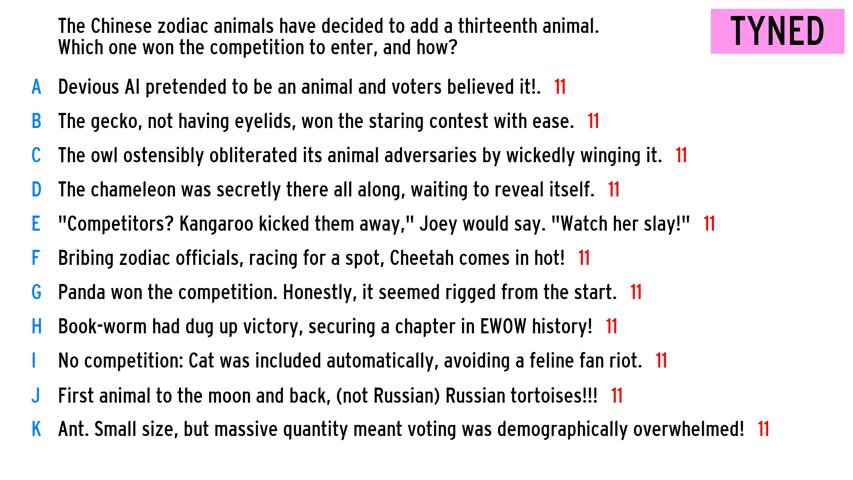 The Chinese zodiac animals have decided to add a thirteenth animal.
Which one won the competition to enter, and how?
TYNED
A Devious AI pretended to be an animal and voters believed it!. 11
B The gecko, not having eyelids, won the staring contest with ease. 11
C The owl ostensibly obliterated its animal adversaries by wickedly winging it. 11
D The chameleon was secretly there all along, waiting to reveal itself. 11
E "Competitors? Kangaroo kicked them away," Joey would say. "Watch her slay!" 11
F Bribing zodiac officials, racing for a spot, Cheetah comes in hot! 11
G Panda won the competition. Honestly, it seemed rigged from the start. 11
H Book-worm had dug up victory, securing a chapter in EWOW history! 11
I No competition: Cat was included automatically, avoiding a feline fan riot. 11
J First animal to the moon and back, (not Russian) Russian tortoises!!! 11
K Ant. Small size, but massive quantity meant voting was demographically overwhelmed! 11